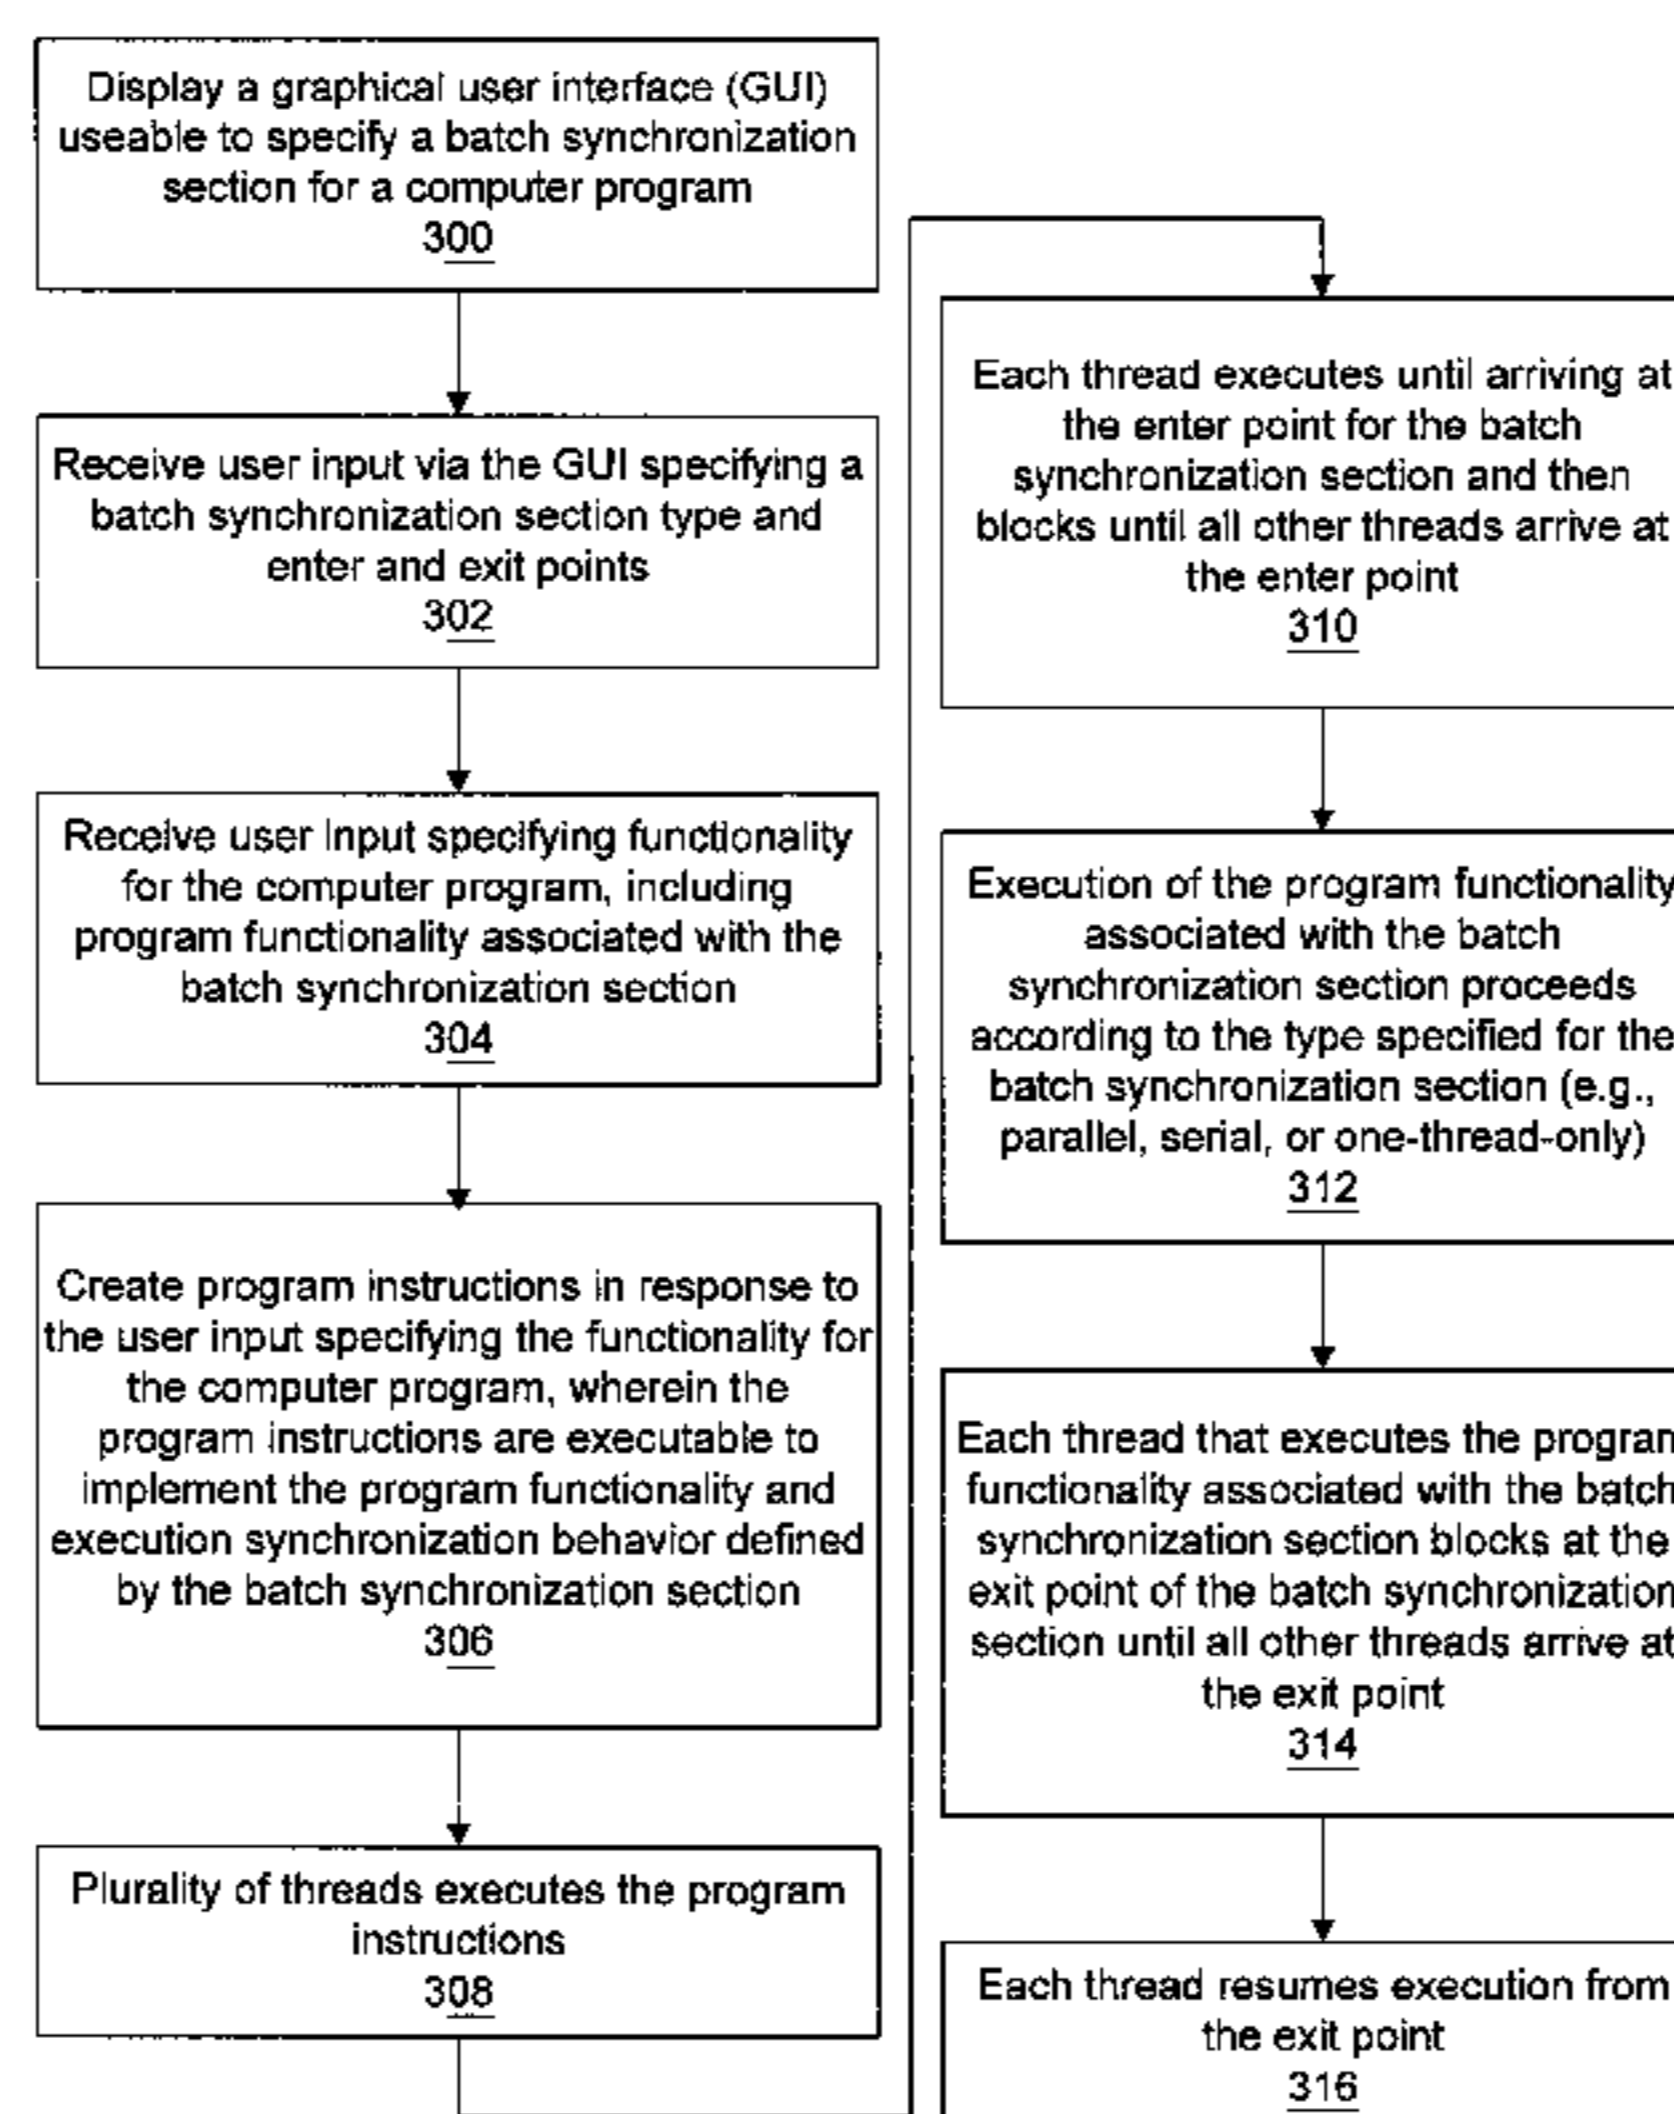 Display a graphical user interface (GUI)
useable to specify a batch synchronization
section for a computer program
300
Receive user input via the GUI specifying a
batch synchronization section type and
enter and exit points
302
Receive user input specifying functionality
for the computer program, including
program functionality associated with the
batch synchronization section
304
Create program instructions in response to
the user input specifying the functionality for
the computer program, wherein the
program instructions are executable to
implement the program functionality and
execution synchronization behavior defined
by the batch synchronization section
306
Plurality of threads executes the program
instructions
308
Each thread executes until arriving at
the enter point for the batch
synchronization section and then
blocks until all other threads arrive at
the enter point
310
Execution of the program functionality
associated with the batch
synchronization section proceeds
according to the type specified for the
batch synchronization section (e.g.,
parallel, serial, or one-thread-only)
312
Each thread that executes the program
functionality associated with the batch
synchronization section blocks at the
exit point of the batch synchronization
section until all other threads arrive at
the exit point
314
Each thread resumes execution from
the exit point
316